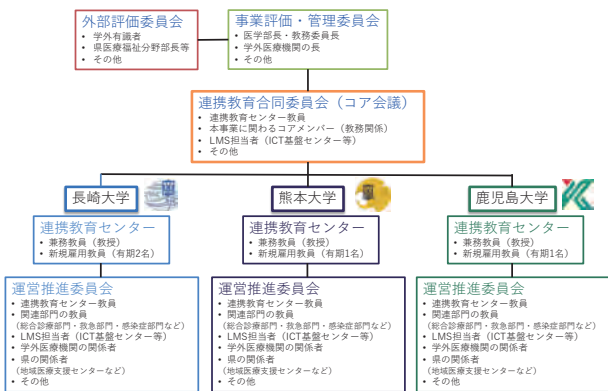 外部評価委員会
• 学外有識者
• 県医療福祉分野部長等
• その他
事業評価・管理委員会
• 医学部長・教務委員長
• 学外医療機関の長
• その他
連携教育合同委員会（コア会議）
• 連携教育センター教員
• 本事業に関わるコアメンバー（教務関係）
• LMS担当者（ICT基盤センター等）
• その他
長崎大学
連携教育センター
• 兼務教員（教授）
• 新規雇用教員（有期2名）
運営推進委員会
• 連携教育センター教員
• 関連部門の教員
（総合診療部門・救急部門・感染症部門など）
• LMS担当者（ICT基盤センター等）
• 学外医療機関の関係者
• 県の関係者
（地域医療支援センターなど）
• その他
熊本大学
連携教育センター
• 兼務教員（教授）
• 新規雇用教員（有期1名）
運営推進委員会
• 連携教育センター教員
• 関連部門の教員
（総合診療部門・救急部門・感染症部門など）
• LMS担当者（ICT基盤センター等）
• 学外医療機関の関係者
• 県の関係者
（地域医療支援センターなど）
• その他
鹿児島大学
連携教育センター
• 兼務教員（教授）
• 新規雇用教員（有期1名）
運営推進委員会
• 連携教育センター教員
• 関連部門の教員
（総合診療部門・救急部門・感染症部門など）
• LMS担当者（ICT基盤センター等）
• 学外医療機関の関係者
• 県の関係者
（地域医療支援センターなど）
• その他